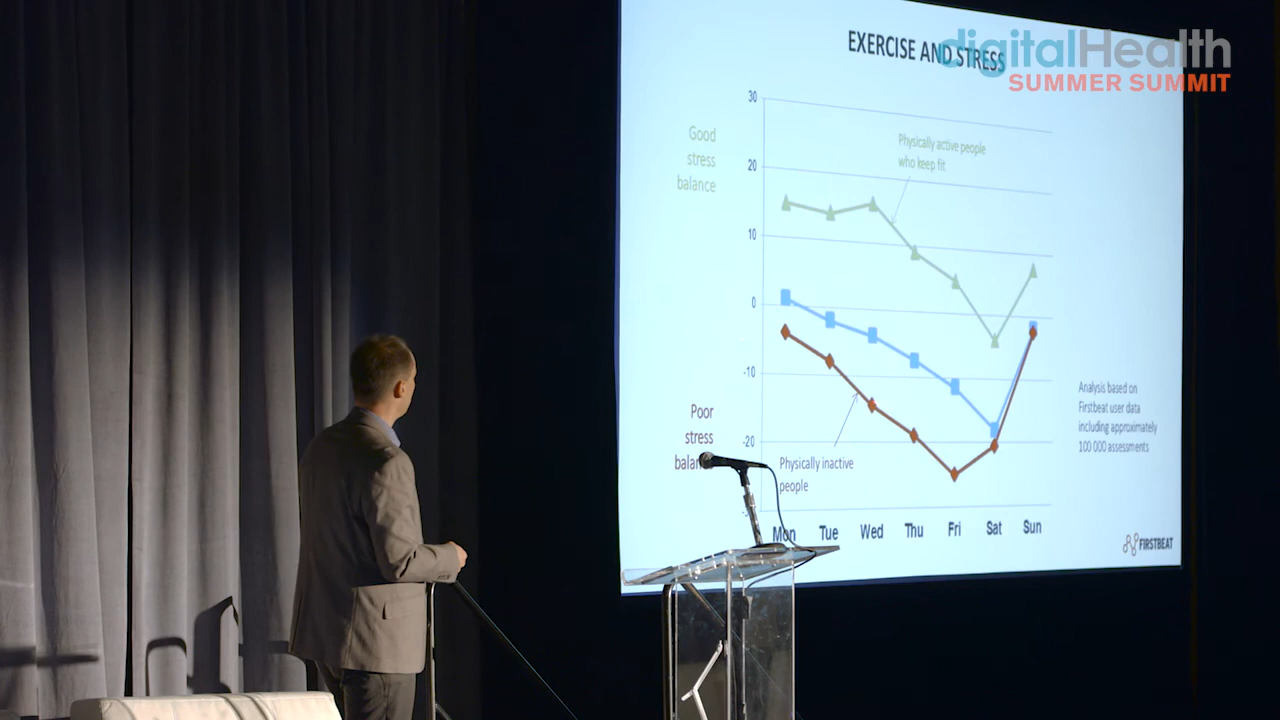 digitalHealth
SUMMER SUMMIT
EXERCISE AND STRESS
30
20
10
0
-10
-20
Good
stress
balance
Physically active people
who keep fit
Poor
stress
Physically inactive
people
Analysis based on
Firstbeat user data
including approximately
100 000 assessments
Mon Tue Wed Thu Fri Sat Sun
FIRSTBEAT